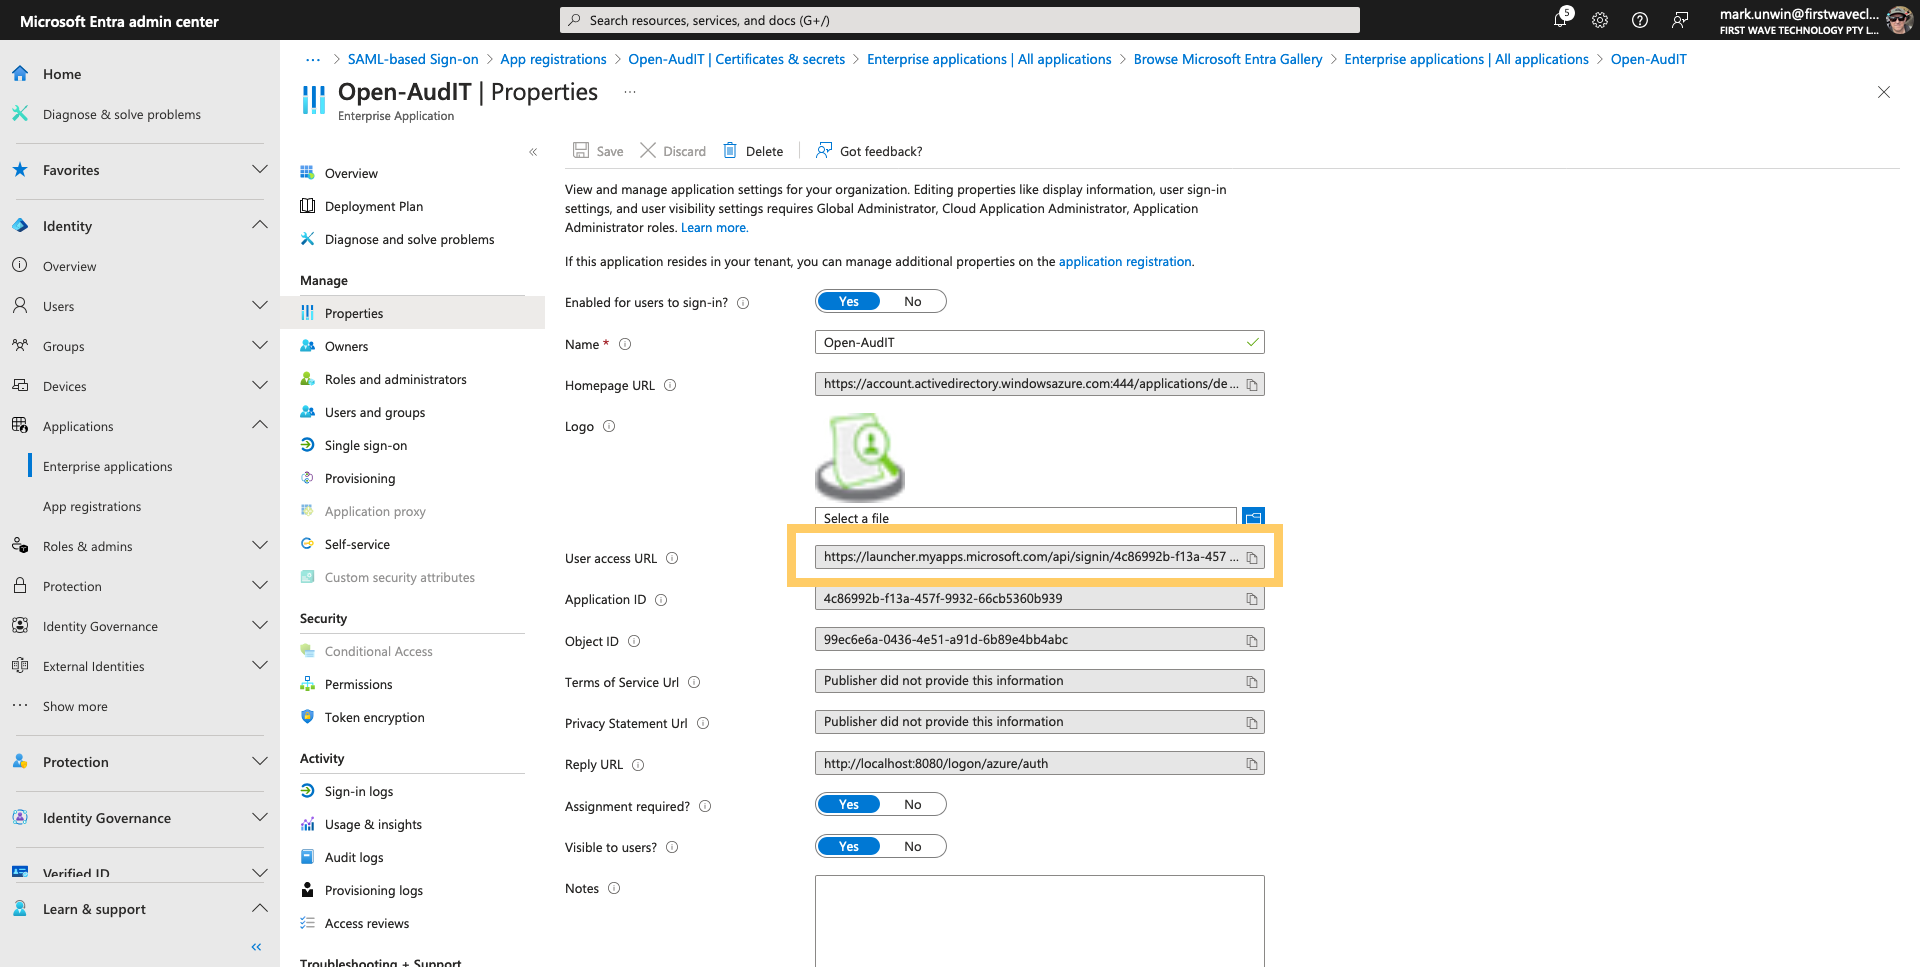 Microsoft Entra admin center
Search resources, services, and docs (G+/)
5
mark.unwin@firstwavecl...
FIRST WAVE TECHNOLOGY PTY L...
Home
Diagnose & solve problems
Favorites
Identity
Overview
Users
Groups
Devices
Applications
Enterprise applications
App registrations
Roles & admins
Protection
Identity Governance
External Identities
Show more
Protection
Identity Governance
Verified ID
Learn & support
... > SAML-based Sign-on > App registrations > Open-AudIT | Certificates & secrets > Enterprise applications | All applications > Browse Microsoft Entra Gallery > Enterprise applications | All applications > Open-AudIT
Open-AudIT | Properties ...
Enterprise Application
Overview
Deployment Plan
Diagnose and solve problems
Manage
Properties
Owners
Roles and administrators
Users and groups
Single sign-on
Provisioning
Application proxy
Self-service
Custom security attributes
Security
Conditional Access
Permissions
Token encryption
Activity
Sign-in logs
Usage & insights
Audit logs
Provisioning logs
Access reviews
Troubleshooting + Support
Save Discard Delete Got feedback?
View and manage application settings for your organization. Editing properties like display information, user sign-in
settings, and user visibility settings requires Global Administrator, Cloud Application Administrator, Application
Administrator roles. Learn more.
If this application resides in your tenant, you can manage additional properties on the application registration.
Enabled for users to sign-in? Yes No
Name * Open-AudIT
Homepage URL https://account.activedirectory.windowsazure.com:444/applications/de ...
Logo
Select a file
User access URL https://launcher.myapps.microsoft.com/api/signin/4c86992b-f13a-457 ...
Application ID 4c86992b-f13a-457f-9932-66cb5360b939
Object ID 99ec6e6a-0436-4e51-a91d-6b89e4bb4abc
Terms of Service Url Publisher did not provide this information
Privacy Statement Url Publisher did not provide this information
Reply URL http://localhost:8080/logon/azure/auth
Assignment required? Yes No
Visible to users? Yes No
Notes